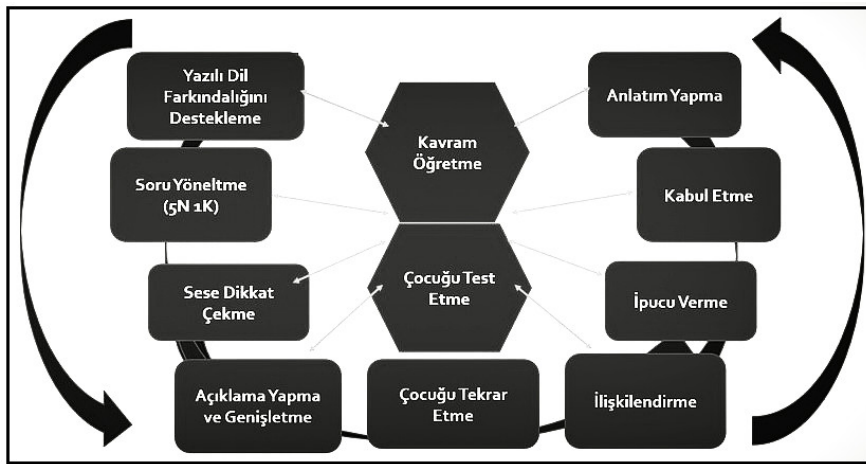 Yazılı Dil
Farkındalığını
Destekleme
Kavram
Öğretme
Anlatım Yapma
Soru Yöneltme
(5N 1K)
Kabul Etme
Sese Dikkat
Çekme
Çocuğu Test
Etme
İpucu Verme
Açıklama Yapma
ve Genişletme
Çocuğu Tekrar
Etme
İlişkilendirme